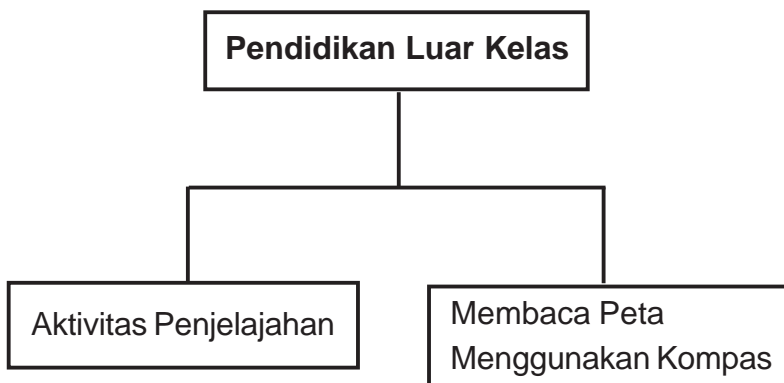 Pendidikan Luar Kelas
Aktivitas Penjelajahan
Membaca Peta
Menggunakan Kompas